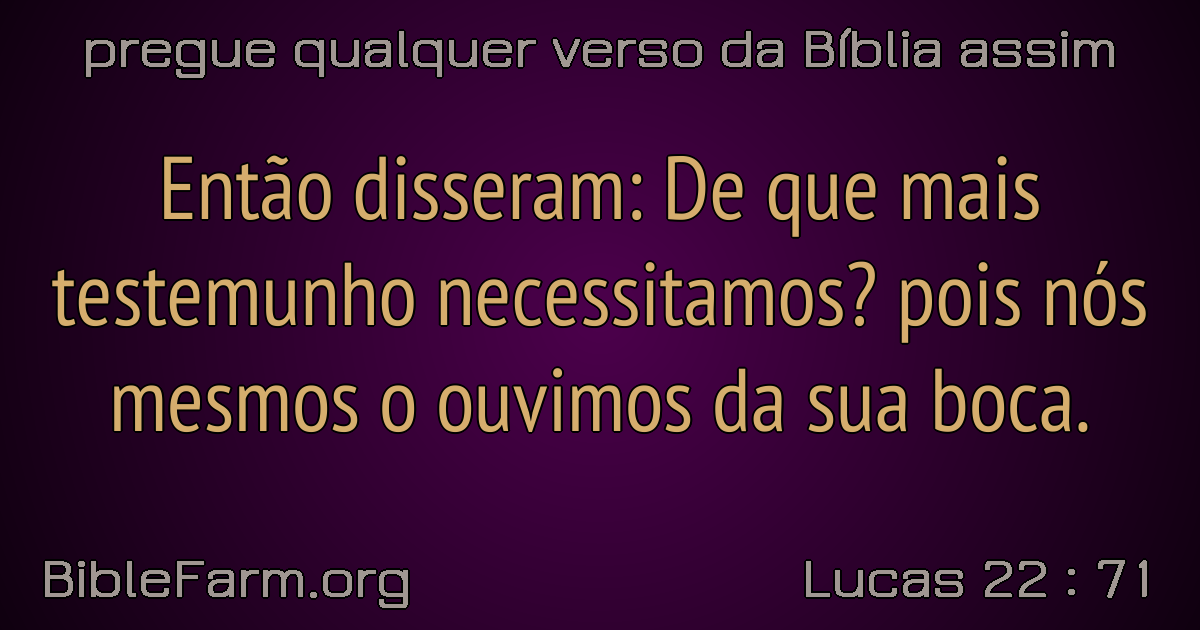 pregue qualquer verso da Bíblia assim
Então disseram: De que mais
testemunho necessitamos? pois nós
mesmos o ouvimos da sua boca.
BibleFarm.org
Lucas 22 : 71